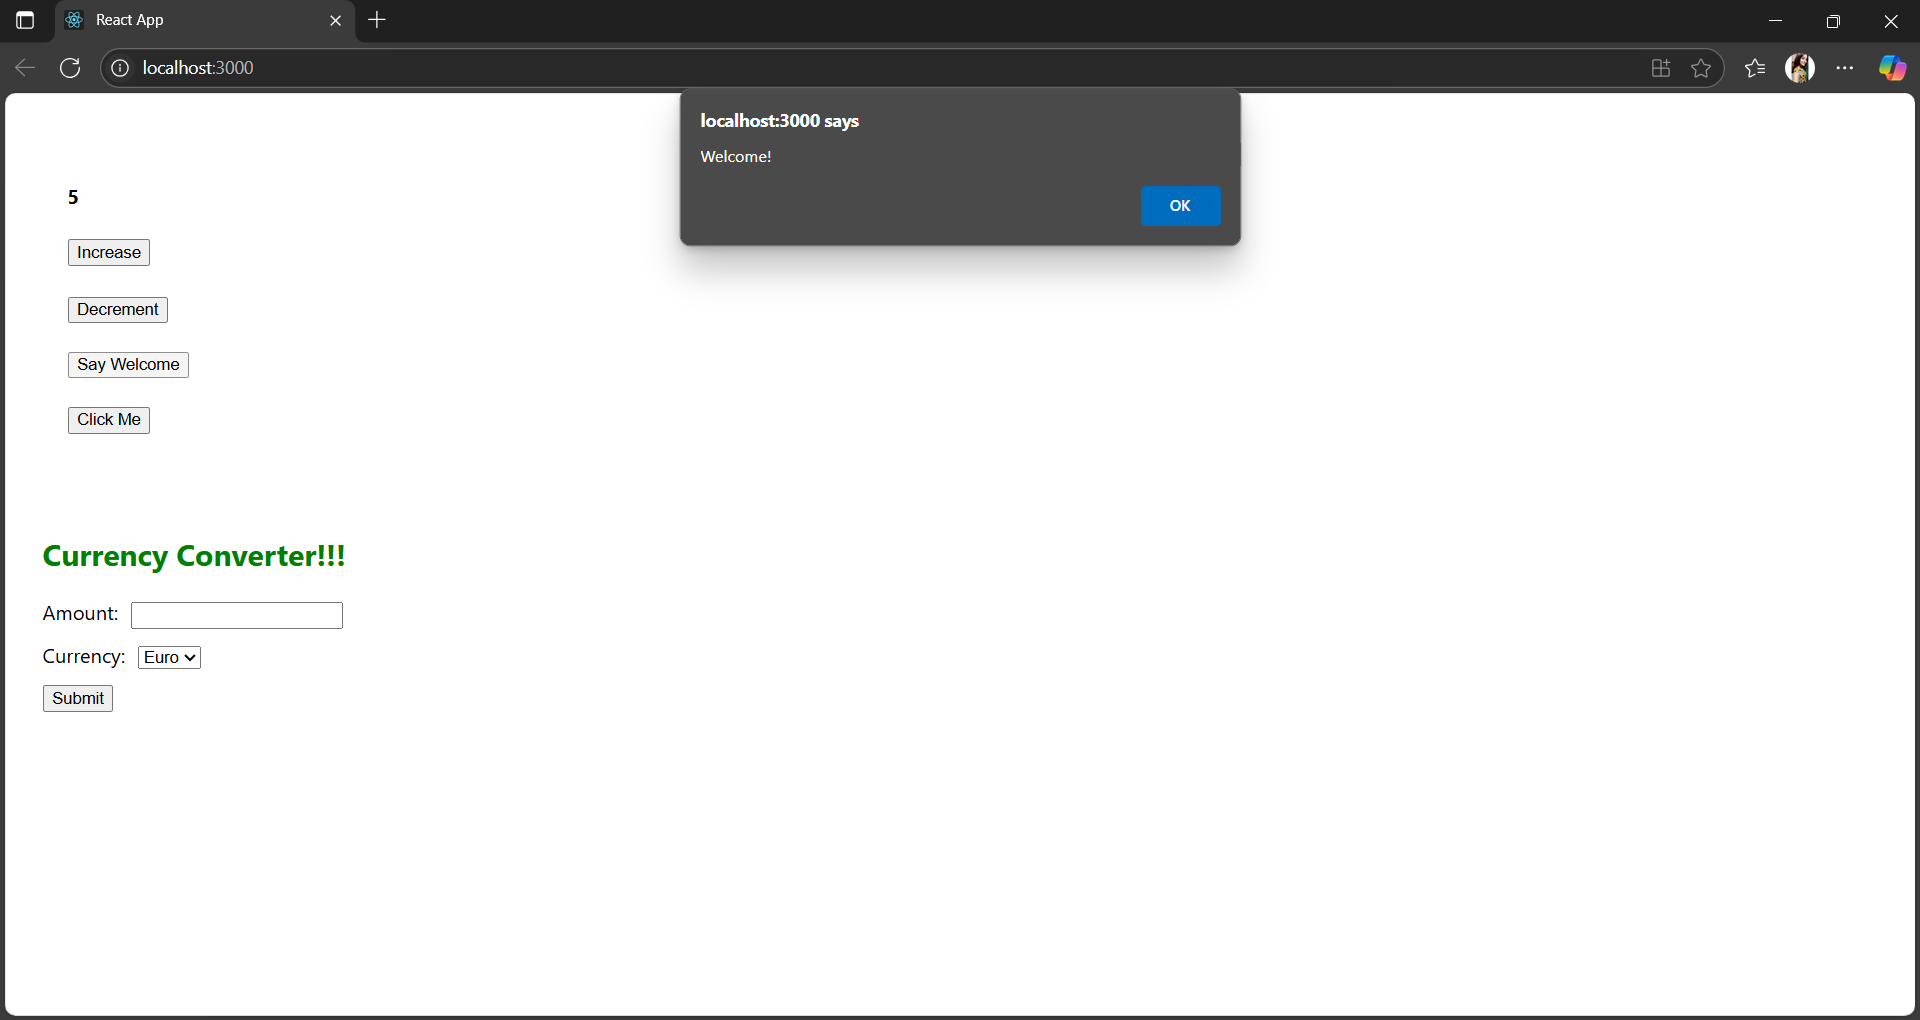 React App
localhost:3000
localhost:3000 says
Welcome!
OK
5
Increase
Decrement
Say Welcome
Click Me
Currency Converter!!!
Amount:
Currency: Euro
Submit